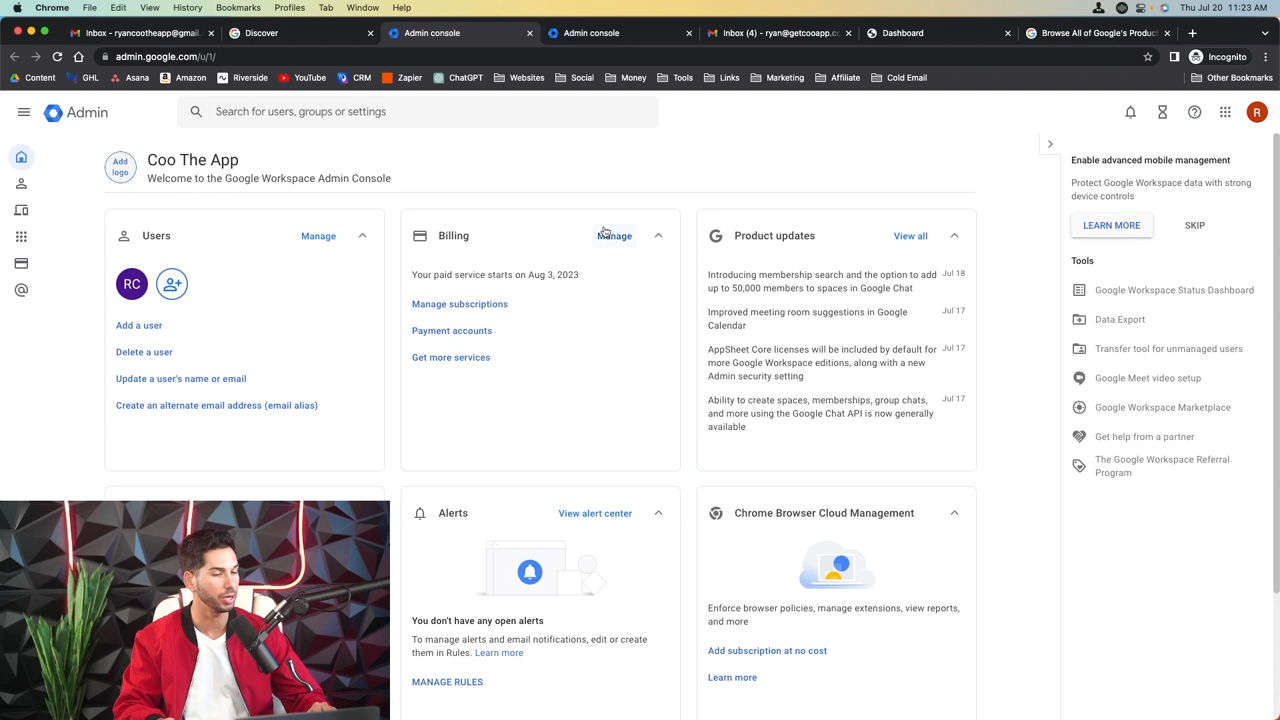 Chrome File Edit View History Bookmarks Profiles Tab Window Help Thu Jul 20 11:23 AM
Inbox - ryancootheapp@gmail. Discover Admin console Admin console Inbox (4) - ryan@getcooapp.c Dashboard Browse All of Google's Product
admin.google.com/u/1/ Incognito
Content GHL Asana Amazon Riverside YouTube CRM Zapier ChatGPT Websites Social Money Tools Links Marketing Affiliate Cold Email Other Bookmarks
Admin Search for users, groups or settings R
Add logo
Coo The App
Welcome to the Google Workspace Admin Console
Users Manage
RC
Add a user
Delete a user
Update a user's name or email
Create an alternate email address (email alias)
Billing Manage
Your paid service starts on Aug 3, 2023
Manage subscriptions
Payment accounts
Get more services
Product updates View all
Introducing membership search and the option to add Jul 18
up to 50,000 members to spaces in Google Chat
Improved meeting room suggestions in Google Jul 17
Calendar
AppSheet Core licenses will be included by default for Jul 17
more Google Workspace editions, along with a new
Admin security setting
Ability to create spaces, memberships, group chats, Jul 17
and more using the Google Chat API is now generally
available
Alerts View alert center
You don't have any open alerts
To manage alerts and email notifications, edit or create
them in Rules. Learn more
MANAGE RULES
Chrome Browser Cloud Management
Enforce browser policies, manage extensions, view reports,
and more
Add subscription at no cost
Learn more
Enable advanced mobile management
Protect Google Workspace data with strong
device controls
LEARN MORE SKIP
Tools
Google Workspace Status Dashboard
Data Export
Transfer tool for unmanaged users
Google Meet video setup
Google Workspace Marketplace
Get help from a partner
The Google Workspace Referral
Program